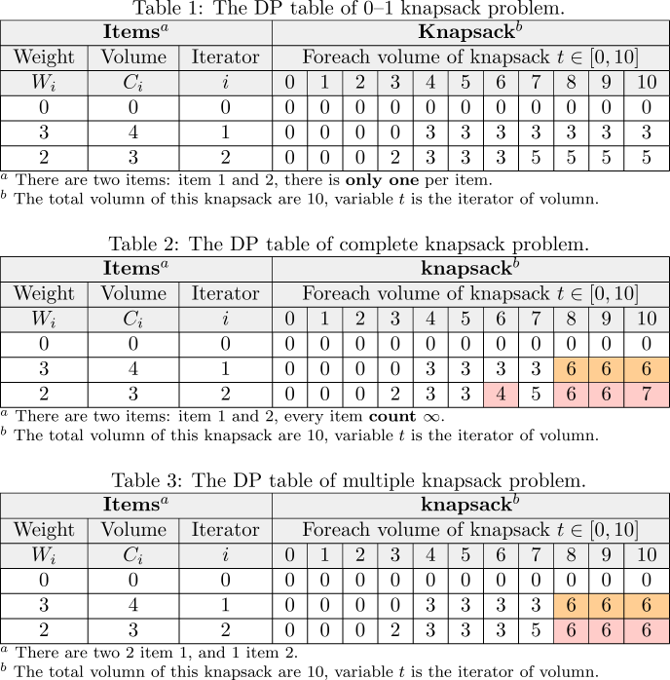 Table 1: The DP table of 0–1 knapsack problem.
Items^a Knapsack^b
Weight Volume Iterator Foreach volume of knapsack t ∈ [0, 10]
W_i C_i i 0 1 2 3 4 5 6 7 8 9 10
0 0 0 0 0 0 0 0 0 0 0 0 0 0
3 4 1 0 0 0 0 3 3 3 3 3 3 3
2 3 2 0 0 0 2 3 3 3 5 5 5 5
^a There are two items: item 1 and 2, there is only one per item.
^b The total volumn of this knapsack are 10, variable t is the iterator of volumn.
Table 2: The DP table of complete knapsack problem.
Items^a knapsack^b
Weight Volume Iterator Foreach volume of knapsack t ∈ [0, 10]
W_i C_i i 0 1 2 3 4 5 6 7 8 9 10
0 0 0 0 0 0 0 0 0 0 0 0 0 0
3 4 1 0 0 0 0 3 3 3 3 6 6 6
2 3 2 0 0 0 2 3 3 4 5 6 6 7
^a There are two items: item 1 and 2, every item count ∞.
^b The total volumn of this knapsack are 10, variable t is the iterator of volumn.
Table 3: The DP table of multiple knapsack problem.
Items^a knapsack^b
Weight Volume Iterator Foreach volume of knapsack t ∈ [0, 10]
W_i C_i i 0 1 2 3 4 5 6 7 8 9 10
0 0 0 0 0 0 0 0 0 0 0 0 0 0
3 4 1 0 0 0 0 3 3 3 3 6 6 6
2 3 2 0 0 0 2 3 3 3 5 6 6 6
^a There are two 2 item 1, and 1 item 2.
^b The total volumn of this knapsack are 10, variable t is the iterator of volumn.